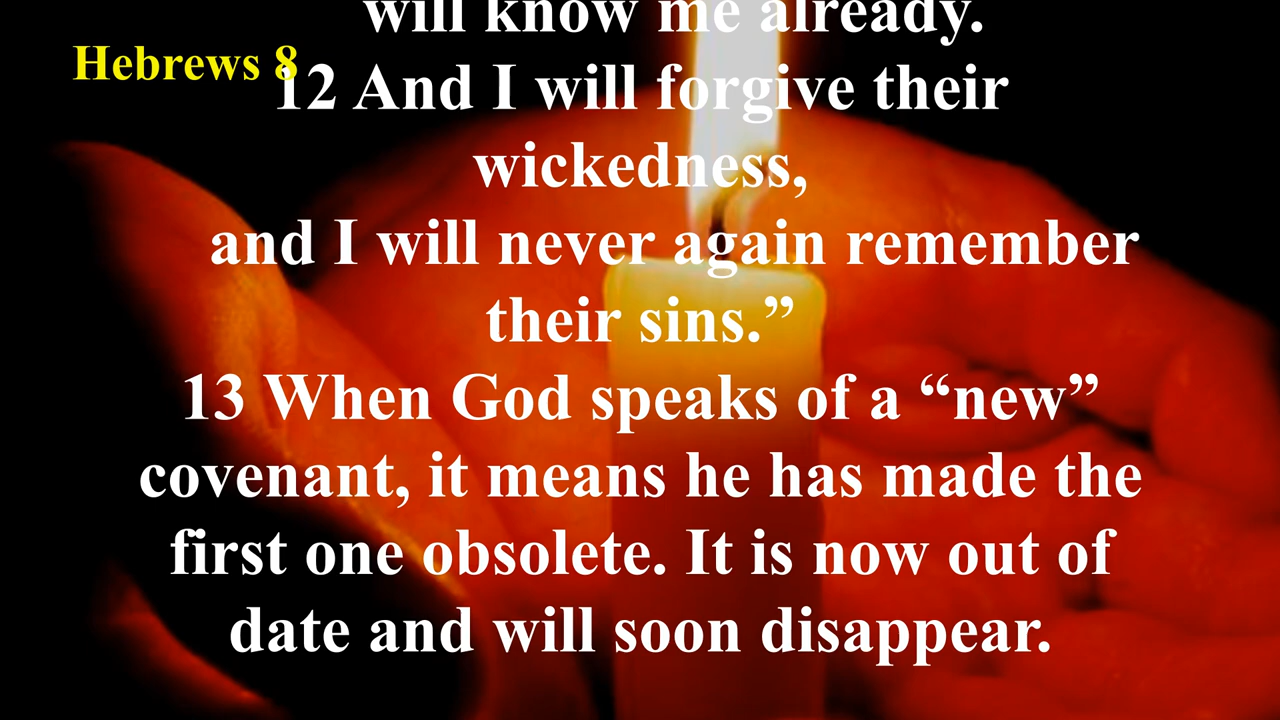 will know me already.
Hebrews 8
12 And I will forgive their
wickedness,
and I will never again remember
their sins.”
13 When God speaks of a “new”
covenant, it means he has made the
first one obsolete. It is now out of
date and will soon disappear.